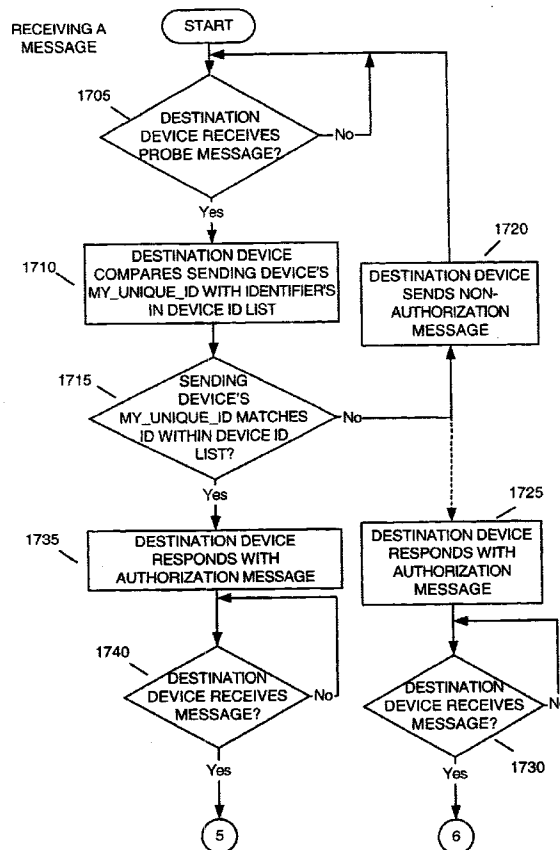 RECEIVING A
MESSAGE
START
1705
DESTINATION
DEVICE RECEIVES
PROBE MESSAGE?
No
Yes
1710
DESTINATION DEVICE
COMPARES SENDING DEVICE'S
MY_UNIQUE_ID WITH IDENTIFIER'S
IN DEVICE ID LIST
1720
DESTINATION DEVICE
SENDS NON-
AUTHORIZATION
MESSAGE
1715
SENDING
DEVICE'S
MY_UNIQUE_ID MATCHES
ID WITHIN DEVICE ID
LIST?
No
Yes
1735
DESTINATION DEVICE
RESPONDS WITH
AUTHORIZATION MESSAGE
1725
DESTINATION DEVICE
RESPONDS WITH
AUTHORIZATION
MESSAGE
1740
DESTINATION
DEVICE RECEIVES
MESSAGE?
No
Yes
5
DESTINATION
DEVICE RECEIVES
MESSAGE?
No
1730
Yes
6